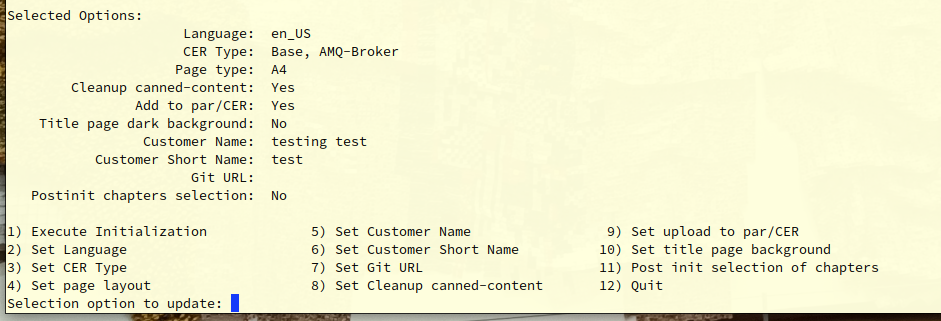 Selected Options:
Language: en_US
CER Type: Base, AMQ-Broker
Page type: A4
Cleanup canned-content: Yes
Add to par/CER: Yes
Title page dark background: No
Customer Name: testing test
Customer Short Name: test
Git URL:
Postinit chapters selection: No
1) Execute Initialization 5) Set Customer Name 9) Set upload to par/CER
2) Set Language 6) Set Customer Short Name 10) Set title page background
3) Set CER Type 7) Set Git URL 11) Post init selection of chapters
4) Set page layout 8) Set Cleanup canned-content 12) Quit
Selection option to update: